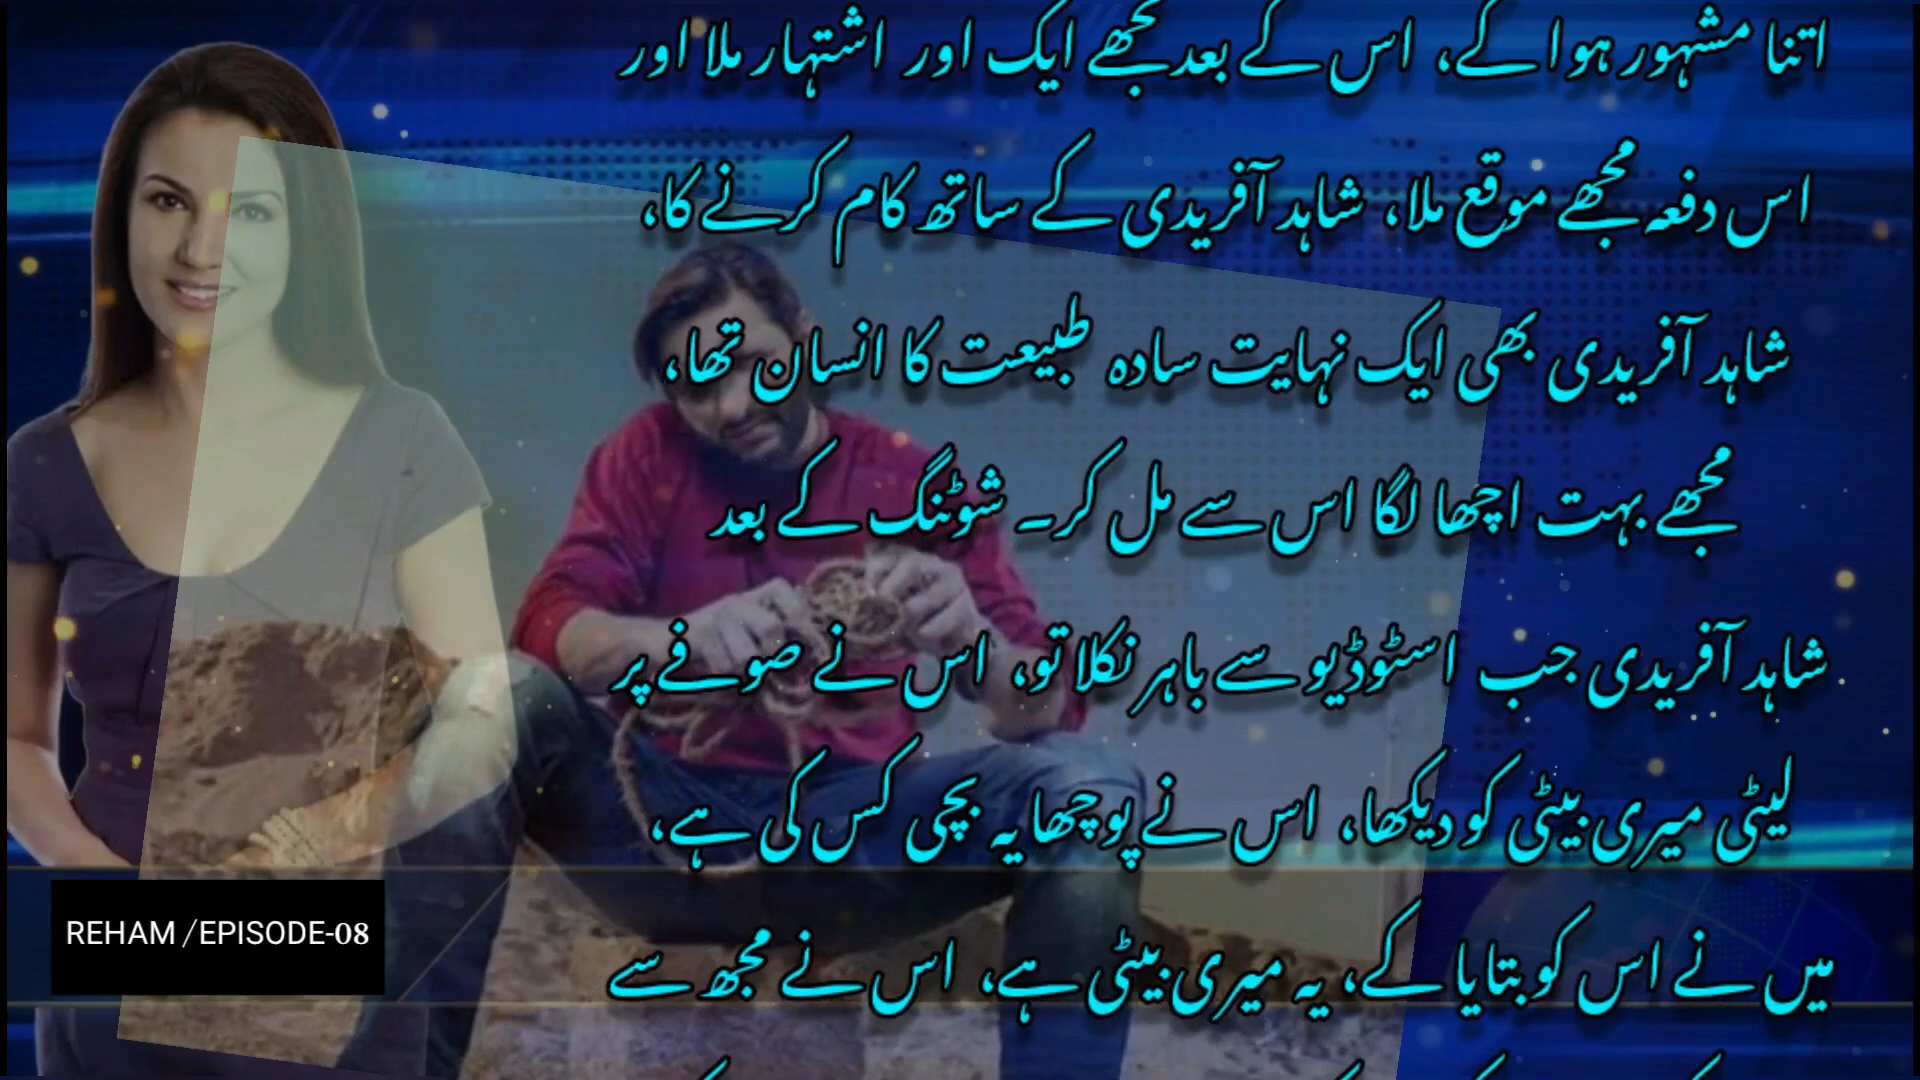 اتنا مشہور ہوا کے، اس کے بعد مجھے ایک اور اشتہار ملا اور
اس دفعہ مجھے موقع ملا، شاہد آفریدی کے ساتھ کام کرنے کا،
شاہد آفریدی بھی ایک نہایت سادہ طبیعت کا انسان تھا،
مجھے بہت اچھا لگا اس سے مل کر۔ شوٹنگ کے بعد
شاہد آفریدی جب اسٹوڈیو سے باہر نکلا تو، اس نے صوفے پر
لیٹی میری بیٹی کو دیکھا، اس نے پوچھا یہ بچی کس کی ہے،
میں نے اس کو بتایا کے، یہ میری بیٹی ہے، اس نے مجھ سے
REHAM /EPISODE-08